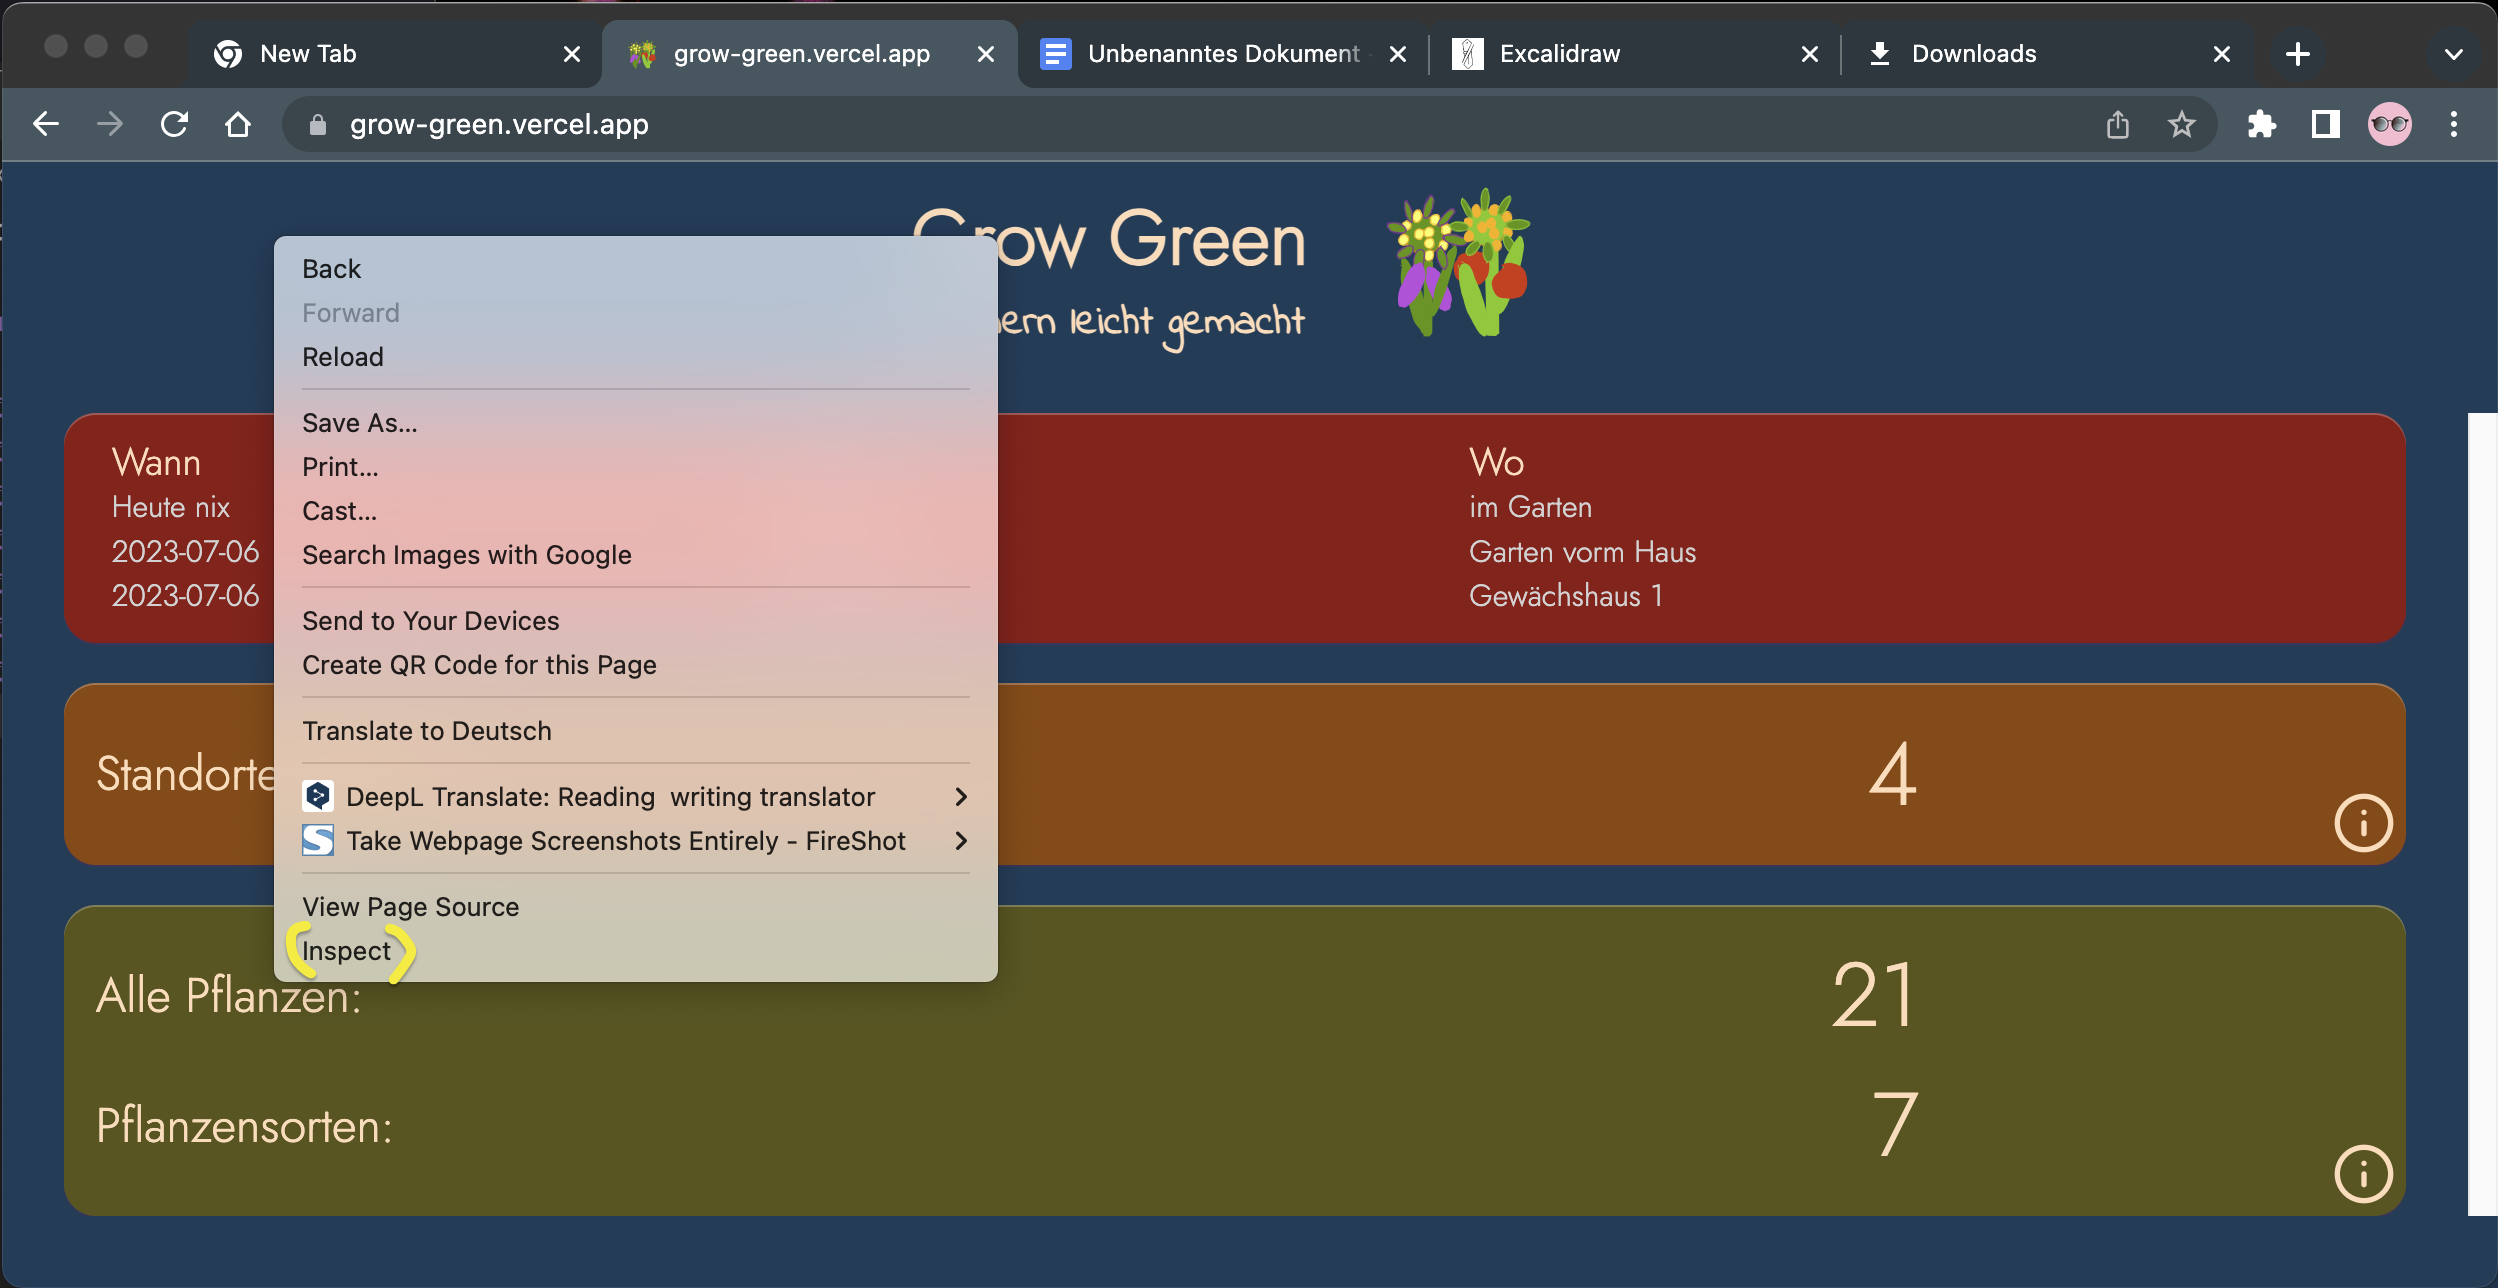 New Tab
grow-green.vercel.app
Unbenanntes Dokument
Excalidraw
Downloads
grow-green.vercel.app
Grow Green
ern leicht gemacht
Back
Forward
Reload
Save As...
Print...
Cast...
Search Images with Google
Send to Your Devices
Create QR Code for this Page
Translate to Deutsch
DeepL Translate: Reading writing translator
Take Webpage Screenshots Entirely - FireShot
View Page Source
Inspect
Wann
Heute nix
2023-07-06
2023-07-06
Wo
im Garten
Garten vorm Haus
Gewächshaus 1
Standorte
4
Alle Pflanzen:
21
Pflanzensorten:
7